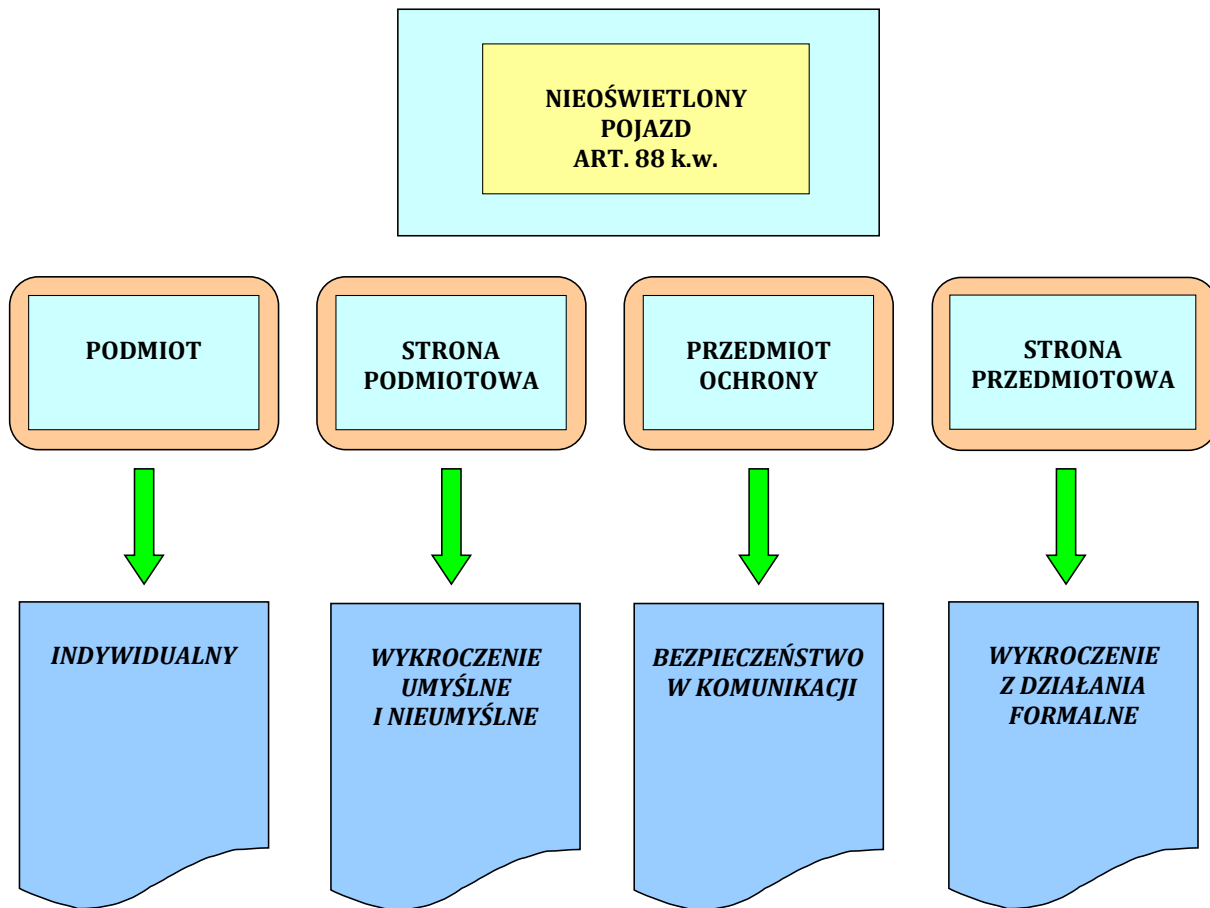 NIEOŚWIETLONY
POJAZD
ART. 88 k.w.
PODMIOT
STRONA
PODMIOTOWA
PRZEDMIOT
OCHRONY
STRONA
PRZEDMIOTOWA
INDYWIDUALNY
WYKROCZENIE
UMYŚLNE
I NIEUMYŚLNE
BEZPIECZEŃSTWO
W KOMUNIKACJI
WYKROCZENIE
Z DZIAŁANIA
FORMALNE